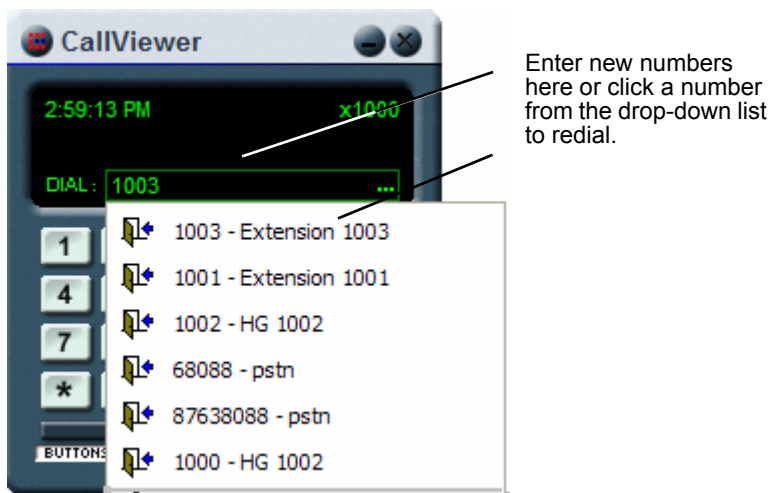 CallViewer
Enter new numbers
here or click a number
from the drop-down list
to redial.
2:59:13 PM x1000
DIAL: 1003 ...
1003 - Extension 1003
1001 - Extension 1001
1002 - HG 1002
68088 - pstn
87638088 - pstn
1000 - HG 1002
1
4
7
*
BUTTONS